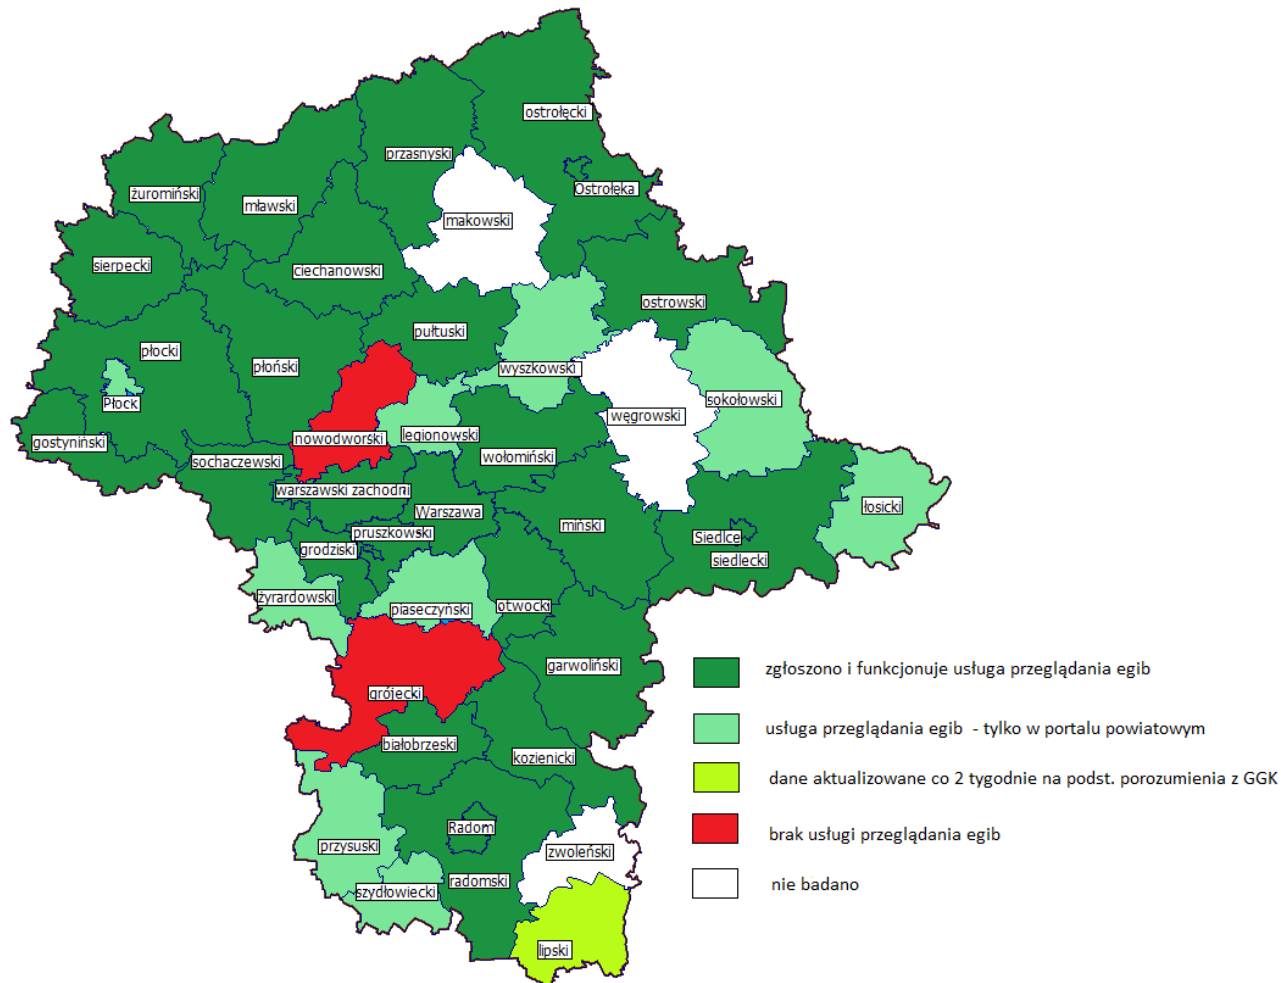 ostrołęcki
przasnyski
Ostrołęka
żuromiński
mławski
makowski
sierpecki
ciechanowski
ostrowski
pułtuski
płocki
płoński
wyszkowski
Płock
sokołowski
węgrowski
gostyniński
nowodworski
legionowski
sochaczewski
wołomiński
warszawski zachodni
łosicki
Warszawa
miński
pruszkowski
Siedlce
grodziski
siedlecki
żyrardowski
piaseczyński
otwocki
garwoliński
zgłoszono i funkcjonuje usługa przeglądania egib
grójecki
usługa przeglądania egib - tylko w portalu powiatowym
białobrzeski
kozienicki
dane aktualizowane co 2 tygodnie na podst. porozumienia z GGK
Radom
brak usługi przeglądania egib
przysuski
zwoleński
radomski
szydłowiecki
nie badano
lipski